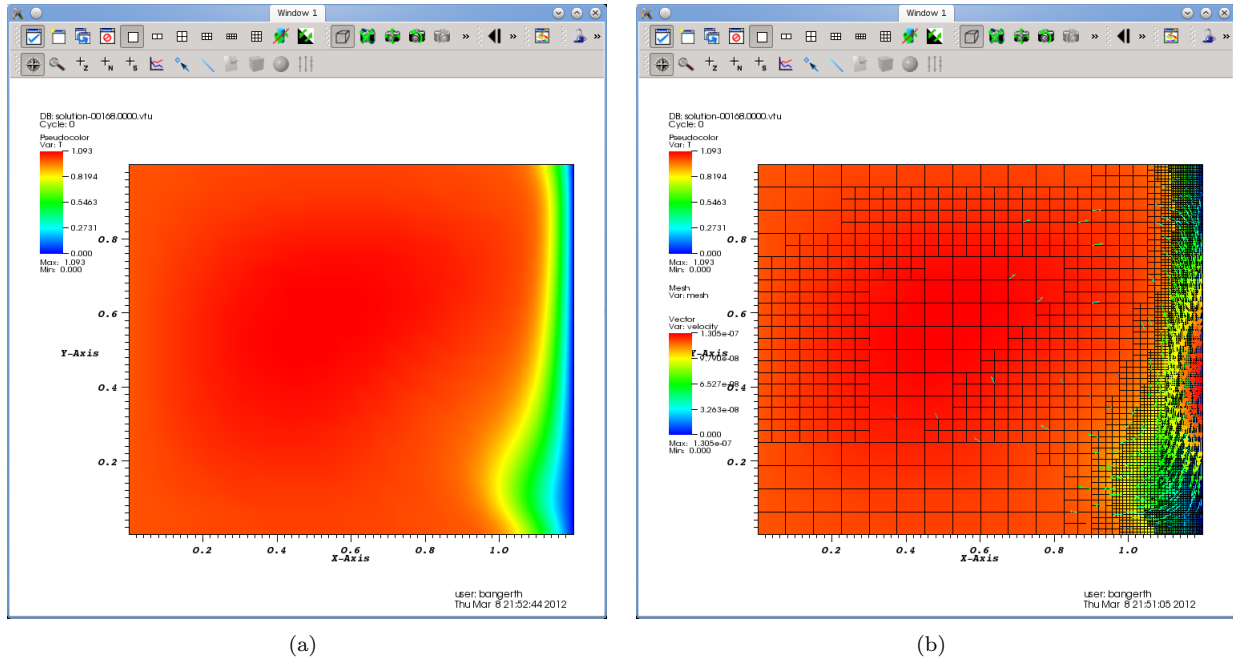 Window 1
DB: solution-00168.0000.vtu
Cycle: 0
Pseudocolor
Var: T
1.093
0.8194
0.5463
0.2731
0.000
Max: 1.093
Min: 0.000
0.8
0.6
Y-Axis
0.4
0.2
0.2
0.4
0.6
0.8
1.0
X-Axis
user: bangerth
Thu Mar 8 21:52:44 2012
(a)
Window 1
DB: solution-00168.0000.vtu
Cycle: 0
Pseudocolor
Var: T
1.093
0.8194
0.5463
0.2731
0.000
Max: 1.093
Min: 0.000
Mesh
Var: mesh
Vector
Var: velocity
1.305e-07
9.790e-08
6.527e-08
3.263e-08
0.000
Max: 1.305e-07
Min: 0.000
0.8
0.6
Y-Axis
0.4
0.2
0.2
0.4
0.6
0.8
1.0
X-Axis
user: bangerth
Thu Mar 8 21:51:05 2012
(b)